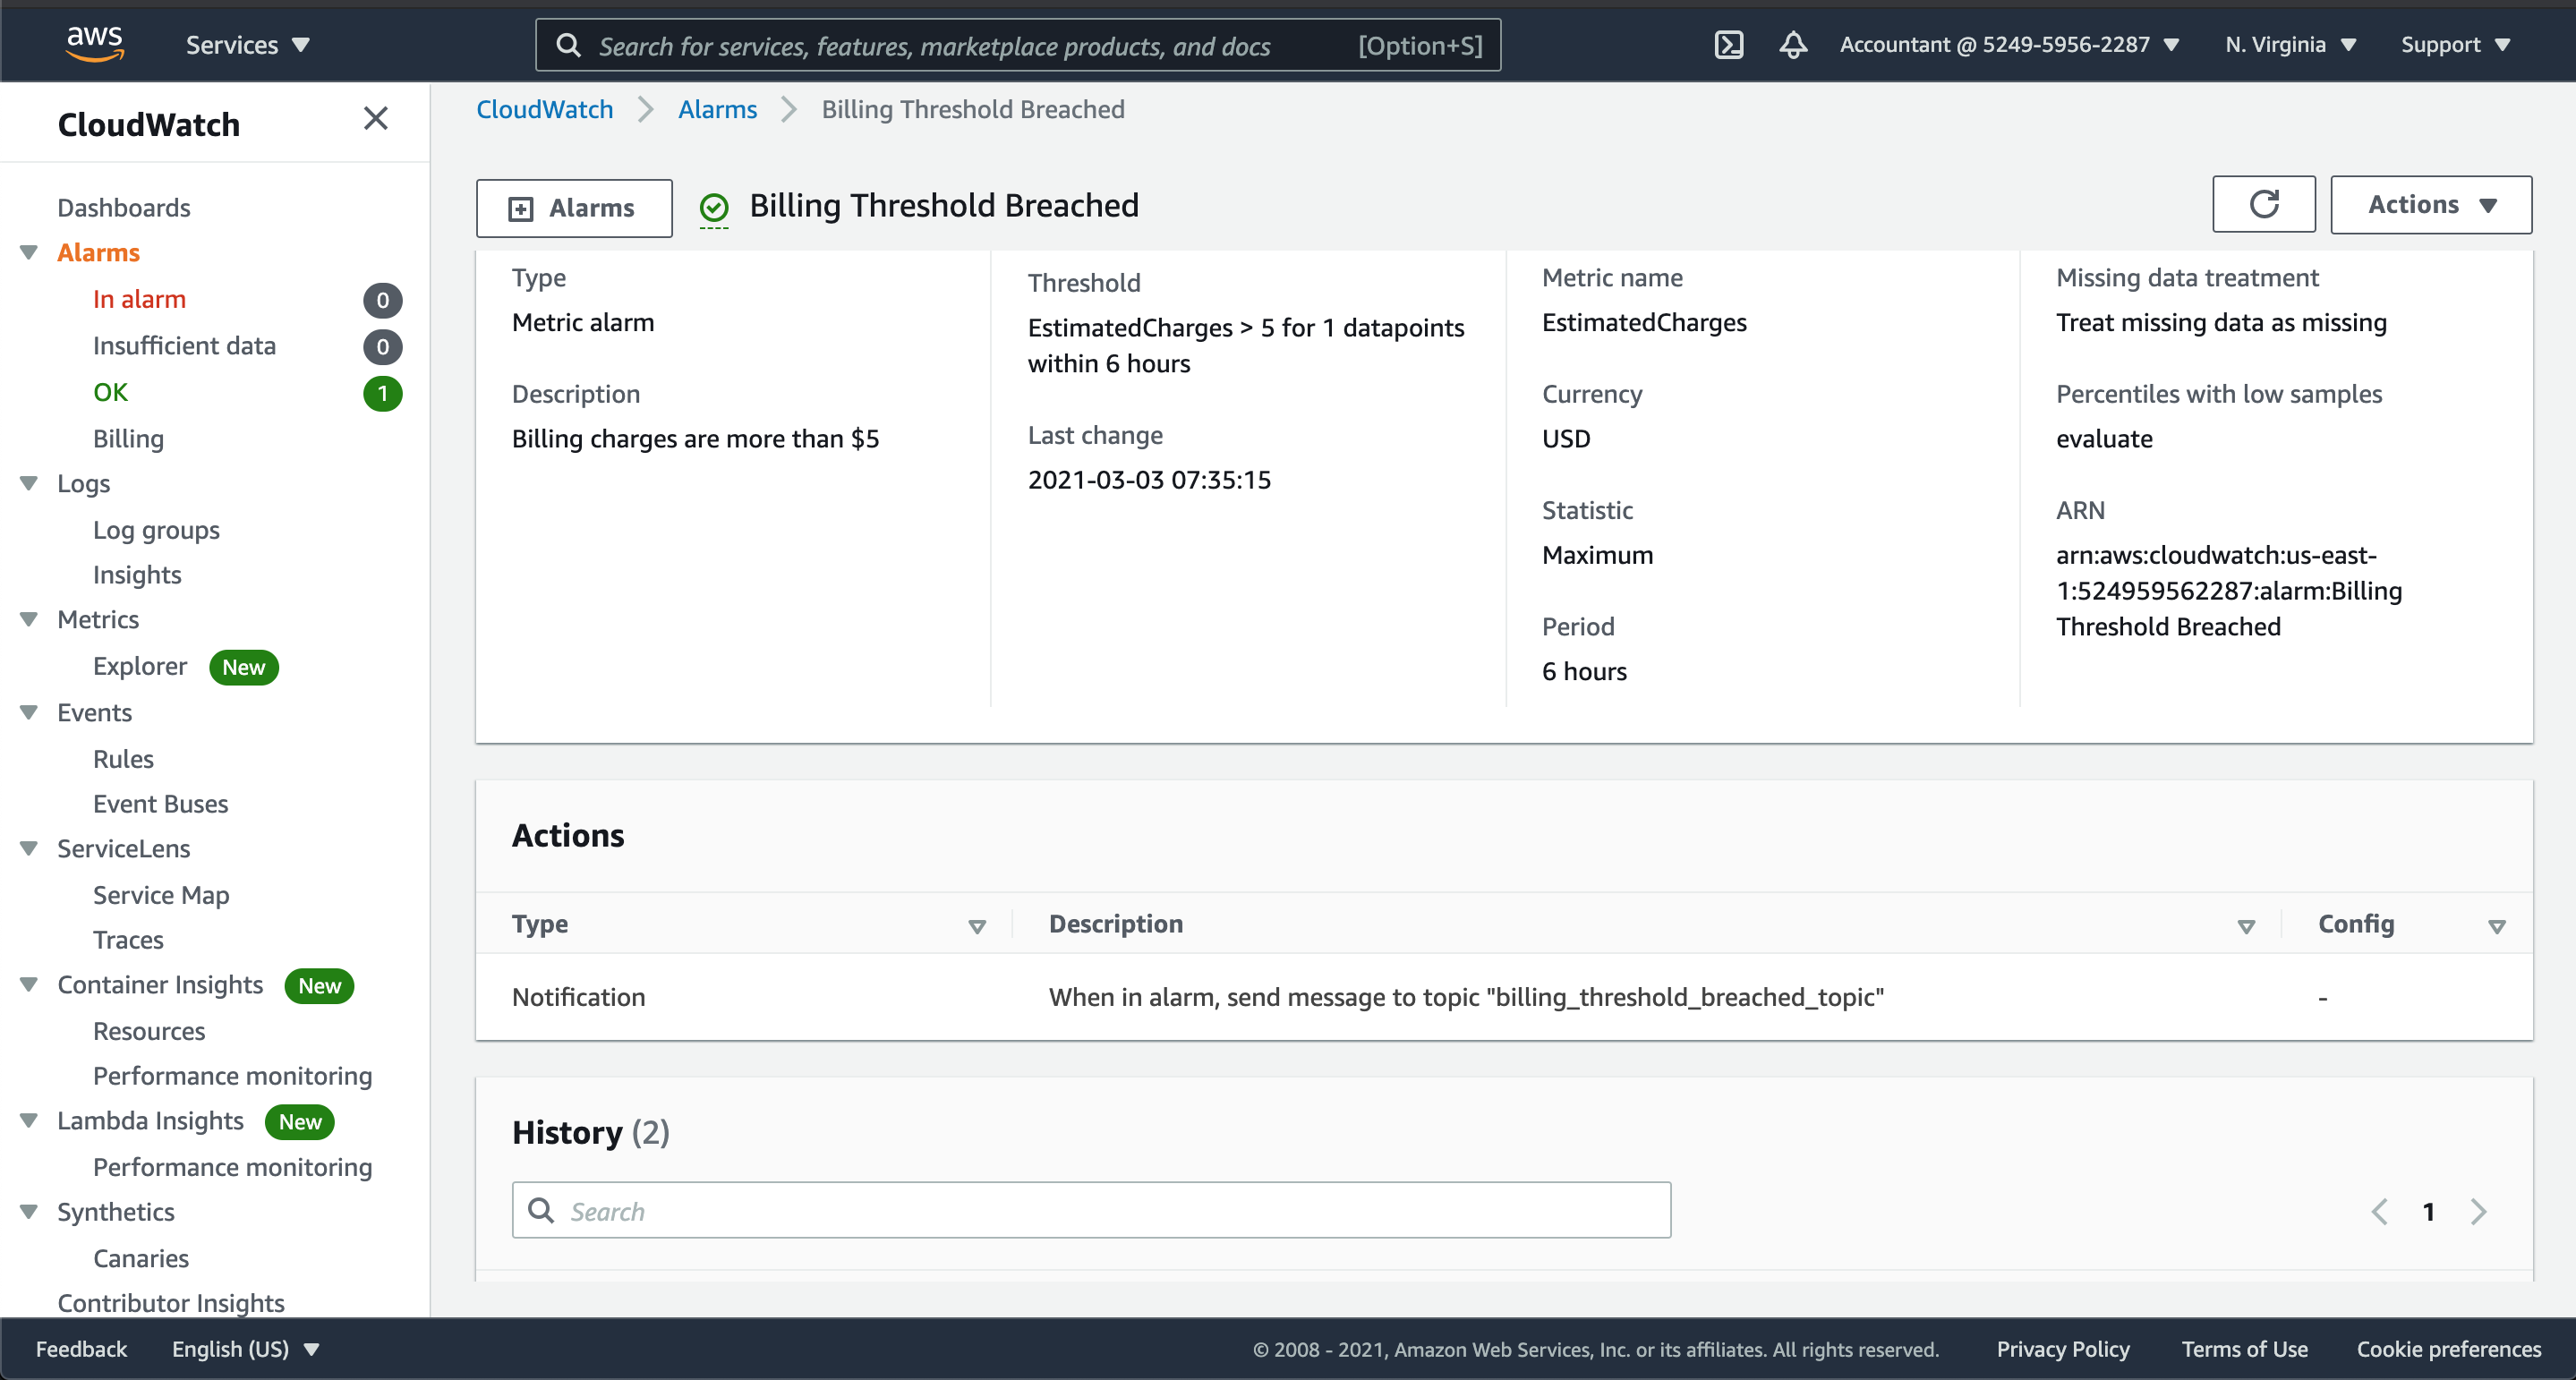 aws
Services
Search for services, features, marketplace products, and docs [Option+S]
Accountant @ 5249-5956-2287
N. Virginia
Support
CloudWatch
Dashboards
Alarms
In alarm 0
Insufficient data 0
OK 1
Billing
Logs
Log groups
Insights
Metrics
Explorer New
Events
Rules
Event Buses
ServiceLens
Service Map
Traces
Container Insights New
Resources
Performance monitoring
Lambda Insights New
Performance monitoring
Synthetics
Canaries
Contributor Insights
CloudWatch Alarms Billing Threshold Breached
Alarms
Billing Threshold Breached
Actions
Type
Metric alarm
Description
Billing charges are more than $5
Threshold
EstimatedCharges > 5 for 1 datapoints
within 6 hours
Last change
2021-03-03 07:35:15
Metric name
EstimatedCharges
Currency
USD
Statistic
Maximum
Period
6 hours
Missing data treatment
Treat missing data as missing
Percentiles with low samples
evaluate
ARN
arn:aws:cloudwatch:us-east-
1:524959562287:alarm:Billing
Threshold Breached
Actions
Type Description Config
Notification When in alarm, send message to topic "billing_threshold_breached_topic" -
History (2)
Search
1
Feedback
English (US)
© 2008 - 2021, Amazon Web Services, Inc. or its affiliates. All rights reserved.
Privacy Policy
Terms of Use
Cookie preferences